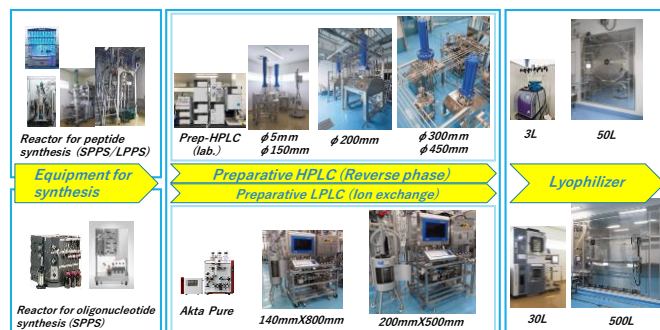 Reactor for peptide
synthesis (SPPS/LPPS)
Prep-HPLC
(lab.)
φ5mm
φ150mm
φ200mm
φ300mm
φ450mm
3L
50L
Equipment for
synthesis
Preparative HPLC (Reverse phase)
Preparative LPLC (Ion exchange)
Lyophilizer
Reactor for oligonucleotide
synthesis (SPPS)
Akta Pure
140mmX800mm
200mmX500mm
30L
500L